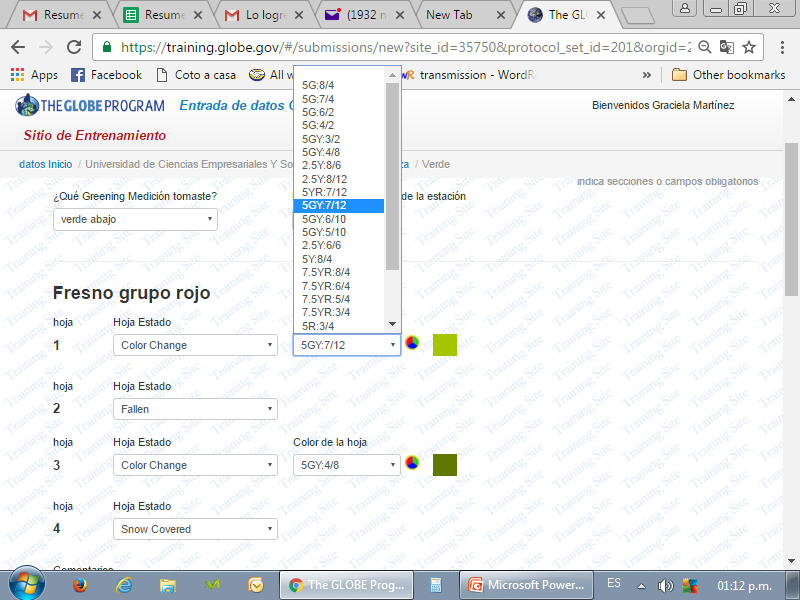 Resume
Resume
Lo logr
(1932 n
New Tab
The GL
https://training.globe.gov/#/submissions/new?site_id=35750&protocol_set_id=201&orgid=2
Apps
Facebook
Coto a casa
All w
transmission - WordR
»
Other bookmarks
THE GLOBE PROGRAM
Entrada de datos
Bienvenidos Graciela Martínez
Sitio de Entrenamiento
datos Inicio / Universidad de Ciencias Empresariales Y So
/ Verde
indica secciones o campos obligatorios
¿Qué Greening Medición tomaste?
de la estación
verde abajo
5G:8/4
5G:7/4
5G:6/2
5G:4/2
5GY:3/2
5GY:4/8
2.5Y:8/6
2.5Y:8/12
5YR:7/12
5GY:7/12
5GY:6/10
5GY:5/10
2.5Y:6/6
5Y:8/4
7.5YR:8/4
7.5YR:6/4
7.5YR:5/4
7.5YR:3/4
5R:3/4
Fresno grupo rojo
hoja Hoja Estado
1 Color Change 5GY:7/12
hoja Hoja Estado
2 Fallen
hoja Hoja Estado Color de la hoja
3 Color Change 5GY:4/8
hoja Hoja Estado
4 Snow Covered
Comentarios
The GLOBE Prog...
Microsoft Power...
ES
01:12 p.m.
Training Site